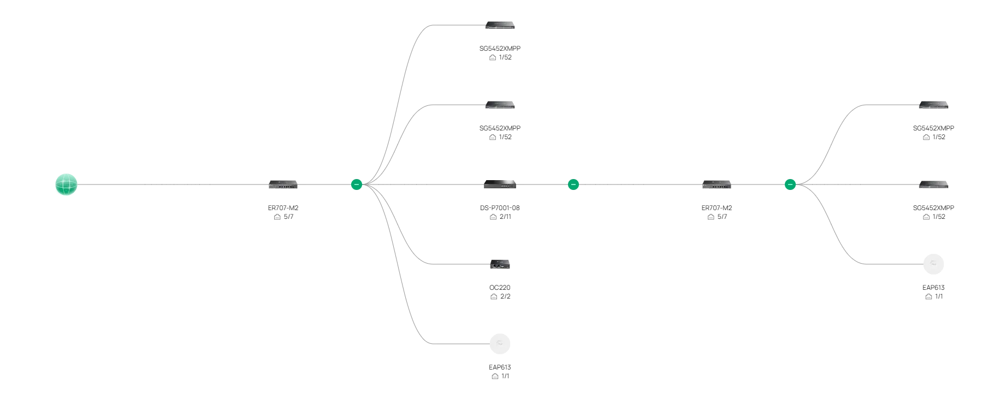 SG5452XMPP
1/52
SG5452XMPP
1/52
SG5452XMPP
1/52
ER707-M2
5/7
DS-P7001-08
2/11
ER707-M2
5/7
SG5452XMPP
1/52
OC220
2/2
EAP613
1/1
EAP613
1/1